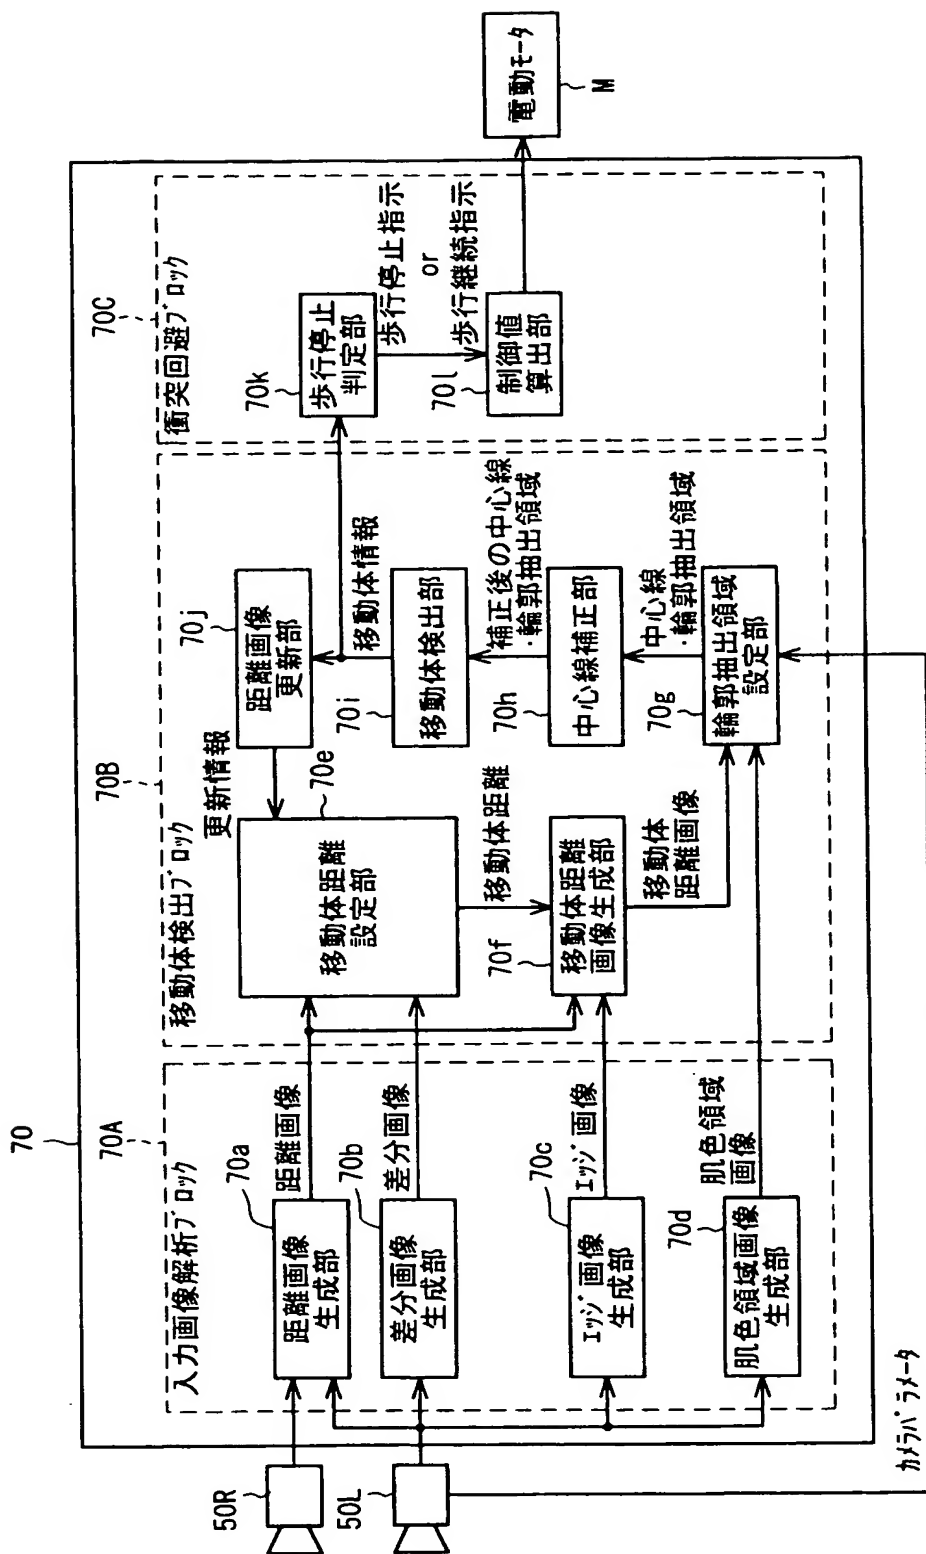 70
70A
入力画像解析ブロック
50R
50L
70a
距離画像
生成部
距離画像
70b
差分画像
生成部
差分画像
70c
エッジ画像
生成部
エッジ画像
70d
肌色領域画像
生成部
肌色領域
画像
カメラパラメータ
70B
移動体検出ブロック
更新情報
70e
移動体距離
設定部
移動体距離
70f
移動体距離
画像生成部
移動体
距離画像
70j
距離画像
更新部
移動体情報
70i
移動体検出部
補正後の中心線
・輪郭抽出領域
70h
中心線補正部
中心線
・輪郭抽出領域
70g
輪郭抽出領域
設定部
70C
衝突回避ブロック
70k
歩行停止
判定部
歩行停止指示
or
歩行継続指示
70l
制御値
算出部
電動モータ
M